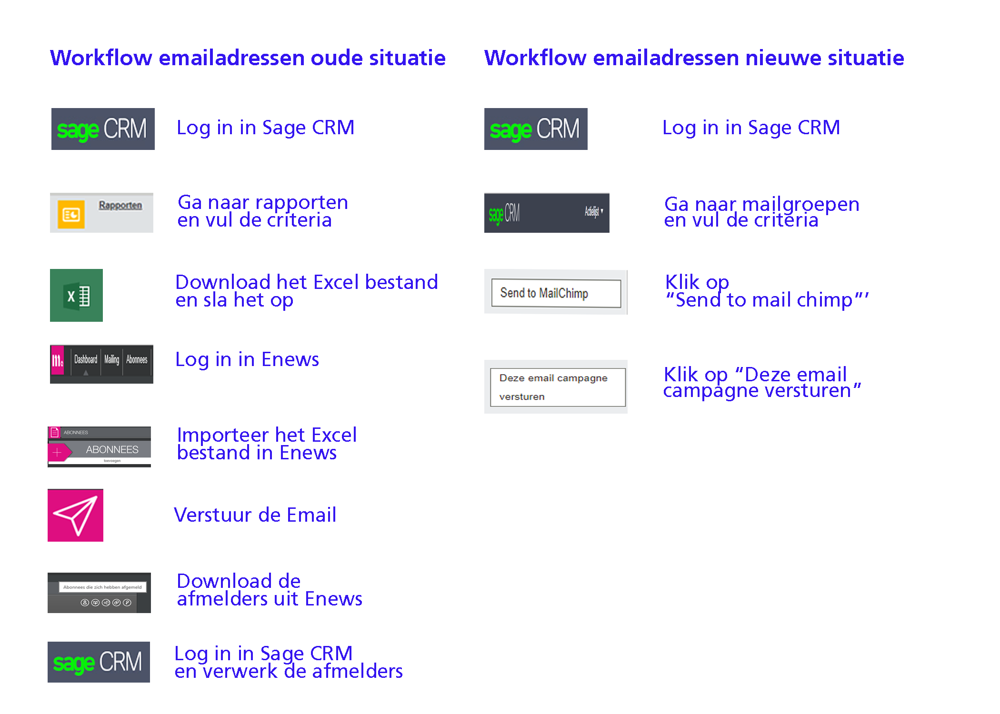 Workflow emailadressen oude situatie
sage CRM
Log in in Sage CRM
Rapporten
Ga naar rapporten
en vul de criteria
X
Download het Excel bestand
en sla het op
m.
Dashboard
Mailing
Abonnees
Log in in Enews
ABONNEES
ABONNEES
toevoegen
Importeer het Excel
bestand in Enews
Verstuur de Email
Abonnees die zich hebben afgemeld
Download de
afmelders uit Enews
sage CRM
Log in in Sage CRM
en verwerk de afmelders
Workflow emailadressen nieuwe situatie
sage CRM
Log in in Sage CRM
sage CRM
Actielijst ▾
Ga naar mailgroepen
en vul de criteria
Send to MailChimp
Klik op
“Send to mail chimp”’
Deze email campagne
versturen
Klik op “Deze email
campagne versturen”